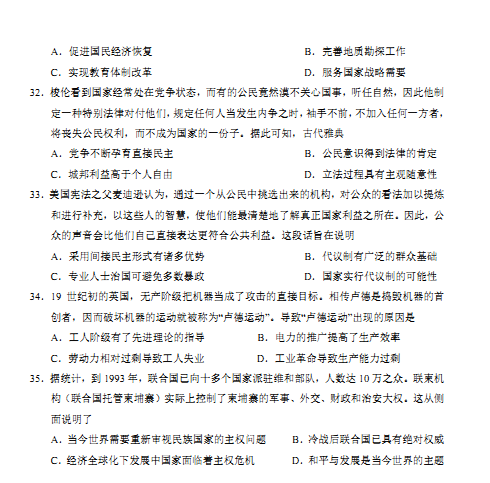 A．促进国民经济恢复 B．完善地质勘探工作
C．实现教育体制改革 D．服务国家战略需要
32．梭伦看到国家经常处在党争状态，而有的公民竟然漠不关心国事，听任自然，因此他制
定一种特别法律对付他们，规定任何人当发生内争之时，袖手不前，不加入任何一方者，
将丧失公民权利，而不成为国家的一份子。据此可知，古代雅典
A．党争不断孕育直接民主 B．公民意识得到法律的肯定
C．城邦利益高于个人自由 D．立法过程具有主观随意性
33．美国宪法之父麦迪逊认为，通过一个从公民中挑选出来的机构，对公众的看法加以提炼
和进行补充，以这些人的智慧，使他们能最清楚地了解真正国家利益之所在。因此，公
众的声音会比他们自己直接表达更符合公共利益。这段话旨在说明
A．采用间接民主形式有诸多优势 B．代议制有广泛的群众基础
C．专业人士治国可避免多数暴政 D．国家实行代议制的可能性
34．19 世纪初的英国，无产阶级把机器当成了攻击的直接目标。相传卢德是捣毁机器的首
创者，因而破坏机器的运动就被称为“卢德运动”。导致“卢德运动”出现的原因是
A．工人阶级有了先进理论的指导 B．电力的推广提高了生产效率
C．劳动力相对过剩导致工人失业 D．工业革命导致生产能力过剩
35．据统计，到 1993 年，联合国已向十多个国家派驻维和部队，人数达 10 万之众。联柬机
构（联合国托管柬埔寨）实际上控制了柬埔寨的军事、外交、财政和治安大权。这从侧
面说明了
A．当今世界需要重新审视民族国家的主权问题 B．冷战后联合国已具有绝对权威
C．经济全球化下发展中国家面临着主权危机 D．和平与发展是当今世界的主题